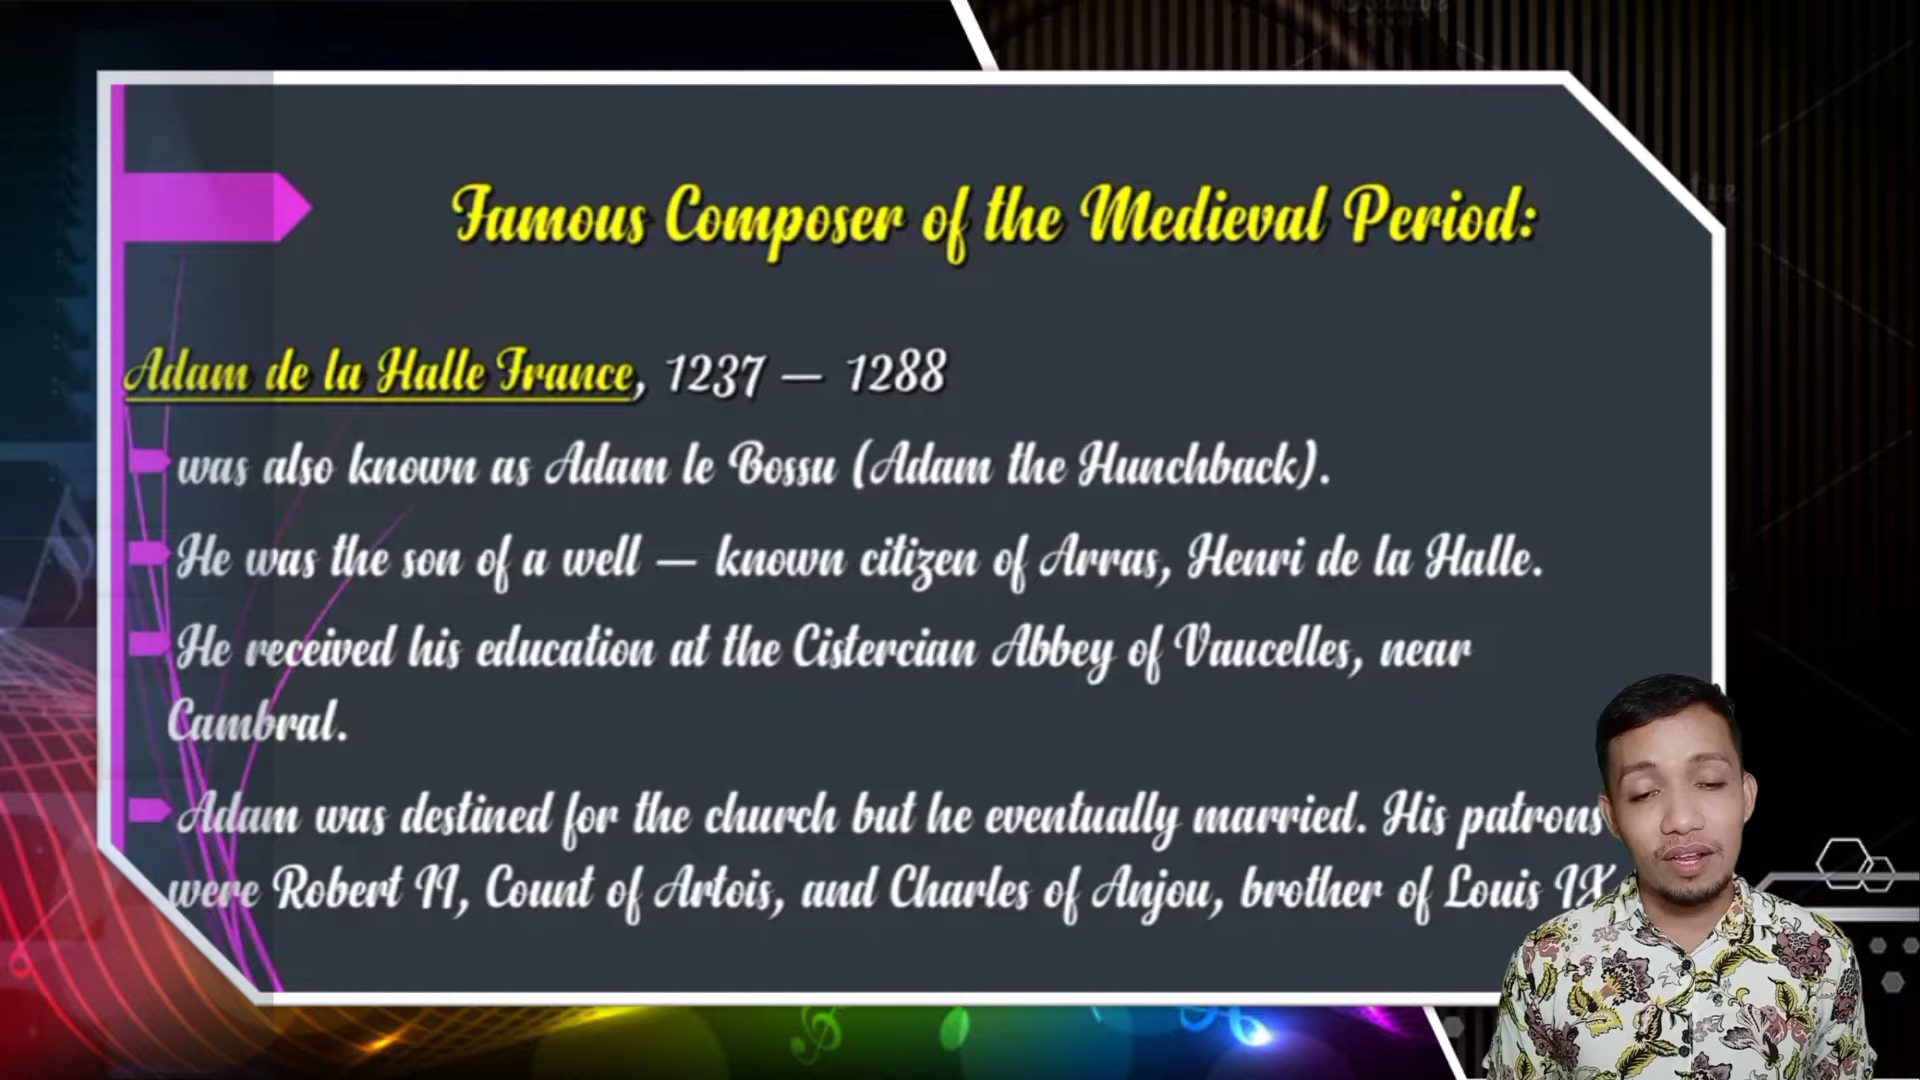 Famous Composer of the Medieval Period:
Adam de la Halle France, 1237 – 1288
was also known as Adam le Bossu (Adam the Hunchback).
He was the son of a well – known citizen of Arras, Henri de la Halle.
He received his education at the Cistercian Abbey of Vaucelles, near
Cambral.
Adam was destined for the church but he eventually married. His patrons
were Robert II, Count of Artois, and Charles of Anjou, brother of Louis IX